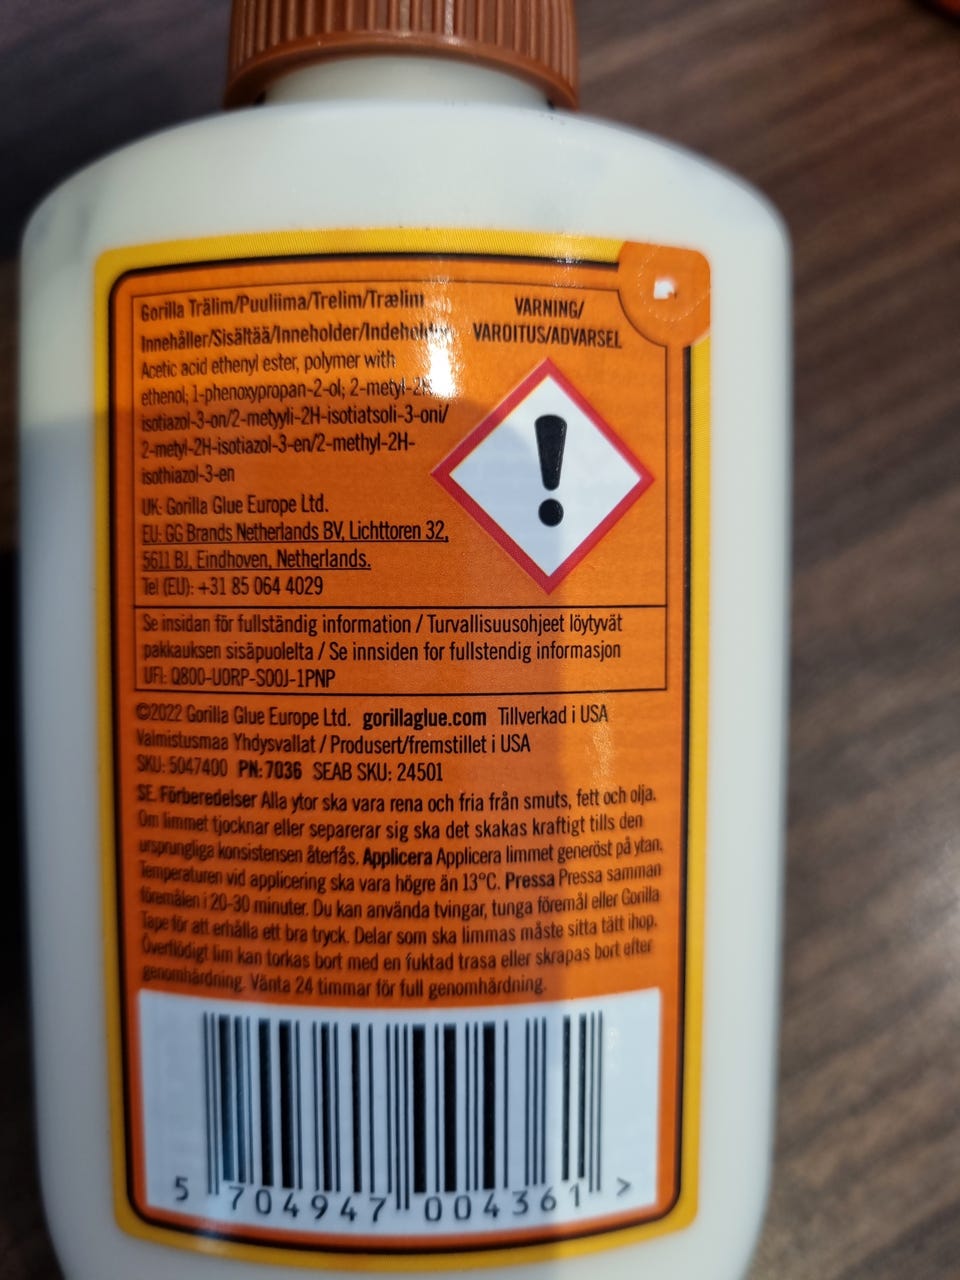 Gorilla Trälim/Puuliima/Trelim/Trælim
Innehåller/Sisältää/Inneholder/Indeholder
Acetic acid ethenyl ester, polymer with
ethenol; 1-phenoxypropan-2-ol; 2-metyl-2H-
isotiazol-3-on/2-metyyli-2H-isotiatsoli-3-oni/
2-metyl-2H-isotiazol-3-en/2-methyl-2H-
isothiazol-3-en
UK: Gorilla Glue Europe Ltd.
EU: GG Brands Netherlands BV, Lichttoren 32,
5611 BJ, Eindhoven, Netherlands.
Tel (EU): +31 85 064 4029
VARNING/
VAROITUS/ADVARSEL
Se insidan för fullständig information / Turvallisuusohjeet löytyvät
pakkauksen sisäpuolelta / Se innsiden for fullstendig informasjon
UFI: Q800-U0RP-S00J-1PNP
©2022 Gorilla Glue Europe Ltd. gorillaglue.com Tillverkad i USA
Valmistusmaa Yhdysvallat / Produsert/fremstillet i USA
SKU: 5047400 PN: 7036 SEAB SKU: 24501
SE. Förberedelser Alla ytor ska vara rena och fria från smuts, fett och olja.
Om limmet tjocknar eller separerar sig ska det skakas kraftigt tills den
ursprungliga konsistensen återfås. Applicera Applicera limmet generöst på ytan.
Temperaturen vid applicering ska vara högre än 13°C. Pressa Pressa samman
föremålen i 20-30 minuter. Du kan använda tvingar, tunga föremål eller Gorilla
Tape för att erhålla ett bra tryck. Delar som ska limmas måste sitta tätt ihop.
Överflödigt lim kan torkas bort med en fuktad trasa eller skrapas bort efter
genomhärdning. Vänta 24 timmar för full genomhärdning.
5 704947 004361 >